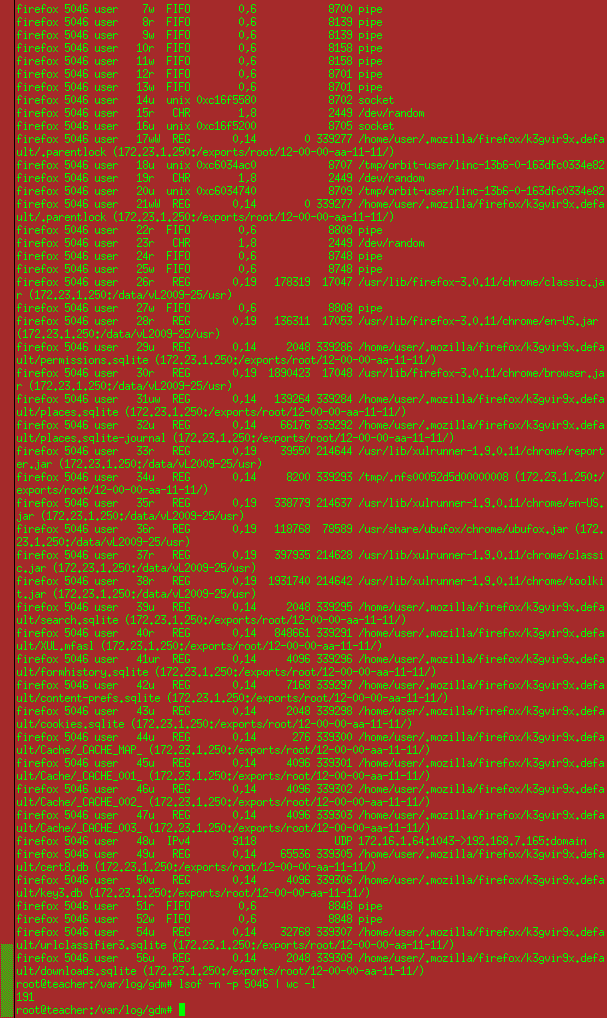 firefox 5046 user    7w  FIFO        0,6             8700 pipe
firefox 5046 user    8r  FIFO        0,6             8139 pipe
firefox 5046 user    9w  FIFO        0,6             8139 pipe
firefox 5046 user   10r  FIFO        0,6             8158 pipe
firefox 5046 user   11w  FIFO        0,6             8158 pipe
firefox 5046 user   12r  FIFO        0,6             8701 pipe
firefox 5046 user   13w  FIFO        0,6             8701 pipe
firefox 5046 user   14u  unix 0xc16f5580             8702 socket
firefox 5046 user   15r   CHR        1,8             2449 /dev/random
firefox 5046 user   16u  unix 0xc16f5200             8705 socket
firefox 5046 user   17uW  REG       0,14        0 339277 /home/user/.mozilla/firefox/k3gvir9x.defa
ult/.parentlock (172.23.1.250:/exports/root/12-00-00-aa-11-11/)
firefox 5046 user   18u  unix 0xc6034ac0             8707 /tmp/orbit-user/linc-13b6-0-163dfc0334e82
firefox 5046 user   19r   CHR        1,8             2449 /dev/random
firefox 5046 user   20u  unix 0xc6034740             8709 /tmp/orbit-user/linc-13b6-0-163dfc0334e82
firefox 5046 user   21wW  REG       0,14        0 339277 /home/user/.mozilla/firefox/k3gvir9x.defa
ult/.parentlock (172.23.1.250:/exports/root/12-00-00-aa-11-11/)
firefox 5046 user   22r  FIFO        0,6             8808 pipe
firefox 5046 user   23r   CHR        1,8             2449 /dev/random
firefox 5046 user   24r  FIFO        0,6             8748 pipe
firefox 5046 user   25w  FIFO        0,6             8748 pipe
firefox 5046 user   26r   REG       0,19   178319  17047 /usr/lib/firefox-3.0.11/chrome/classic.ja
r (172.23.1.250:/data/vL2009-25/usr)
firefox 5046 user   27w  FIFO        0,6             8808 pipe
firefox 5046 user   28r   REG       0,19   136311  17053 /usr/lib/firefox-3.0.11/chrome/en-US.jar
(172.23.1.250:/data/vL2009-25/usr)
firefox 5046 user   29u   REG       0,14     2048 339286 /home/user/.mozilla/firefox/k3gvir9x.defa
ult/permissions.sqlite (172.23.1.250:/exports/root/12-00-00-aa-11-11/)
firefox 5046 user   30r   REG       0,19  1890423  17048 /usr/lib/firefox-3.0.11/chrome/browser.ja
r (172.23.1.250:/data/vL2009-25/usr)
firefox 5046 user   31uw  REG       0,14   139264 339284 /home/user/.mozilla/firefox/k3gvir9x.defa
ult/places.sqlite (172.23.1.250:/exports/root/12-00-00-aa-11-11/)
firefox 5046 user   32u   REG       0,14    66176 339292 /home/user/.mozilla/firefox/k3gvir9x.defa
ult/places.sqlite-journal (172.23.1.250:/exports/root/12-00-00-aa-11-11/)
firefox 5046 user   33r   REG       0,19    39550 214644 /usr/lib/xulrunner-1.9.0.11/chrome/report
er.jar (172.23.1.250:/data/vL2009-25/usr)
firefox 5046 user   34u   REG       0,14     8200 339293 /tmp/.nfs00052d5d00000008 (172.23.1.250:/
exports/root/12-00-00-aa-11-11/)
firefox 5046 user   35r   REG       0,19   338779 214637 /usr/lib/xulrunner-1.9.0.11/chrome/en-US.
jar (172.23.1.250:/data/vL2009-25/usr)
firefox 5046 user   36r   REG       0,19   118768  78589 /usr/share/ubufox/chrome/ubufox.jar (172.
23.1.250:/data/vL2009-25/usr)
firefox 5046 user   37r   REG       0,19   397935 214628 /usr/lib/xulrunner-1.9.0.11/chrome/classi
c.jar (172.23.1.250:/data/vL2009-25/usr)
firefox 5046 user   38r   REG       0,19  1931740 214642 /usr/lib/xulrunner-1.9.0.11/chrome/toolki
t.jar (172.23.1.250:/data/vL2009-25/usr)
firefox 5046 user   39u   REG       0,14     2048 339295 /home/user/.mozilla/firefox/k3gvir9x.defa
ult/search.sqlite (172.23.1.250:/exports/root/12-00-00-aa-11-11/)
firefox 5046 user   40r   REG       0,14   848661 339291 /home/user/.mozilla/firefox/k3gvir9x.defa
ult/XUL.mfasl (172.23.1.250:/exports/root/12-00-00-aa-11-11/)
firefox 5046 user   41ur  REG       0,14     4096 339296 /home/user/.mozilla/firefox/k3gvir9x.defa
ult/formhistory.sqlite (172.23.1.250:/exports/root/12-00-00-aa-11-11/)
firefox 5046 user   42u   REG       0,14     7168 339297 /home/user/.mozilla/firefox/k3gvir9x.defa
ult/content-prefs.sqlite (172.23.1.250:/exports/root/12-00-00-aa-11-11/)
firefox 5046 user   43u   REG       0,14     2048 339298 /home/user/.mozilla/firefox/k3gvir9x.defa
ult/cookies.sqlite (172.23.1.250:/exports/root/12-00-00-aa-11-11/)
firefox 5046 user   44u   REG       0,14      276 339300 /home/user/.mozilla/firefox/k3gvir9x.defa
ult/Cache/_CACHE_MAP_ (172.23.1.250:/exports/root/12-00-00-aa-11-11/)
firefox 5046 user   45u   REG       0,14     4096 339301 /home/user/.mozilla/firefox/k3gvir9x.defa
ult/Cache/_CACHE_001_ (172.23.1.250:/exports/root/12-00-00-aa-11-11/)
firefox 5046 user   46u   REG       0,14     4096 339302 /home/user/.mozilla/firefox/k3gvir9x.defa
ult/Cache/_CACHE_002_ (172.23.1.250:/exports/root/12-00-00-aa-11-11/)
firefox 5046 user   47u   REG       0,14     4096 339303 /home/user/.mozilla/firefox/k3gvir9x.defa
ult/Cache/_CACHE_003_ (172.23.1.250:/exports/root/12-00-00-aa-11-11/)
firefox 5046 user   48u  IPv4       9118              UDP 172.16.1.64:1043->192.168.7.165:domain
firefox 5046 user   49u   REG       0,14    65536 339305 /home/user/.mozilla/firefox/k3gvir9x.defa
ult/cert8.db (172.23.1.250:/exports/root/12-00-00-aa-11-11/)
firefox 5046 user   50u   REG       0,14     4096 339306 /home/user/.mozilla/firefox/k3gvir9x.defa
ult/key3.db (172.23.1.250:/exports/root/12-00-00-aa-11-11/)
firefox 5046 user   51r  FIFO        0,6             8848 pipe
firefox 5046 user   52w  FIFO        0,6             8848 pipe
firefox 5046 user   54u   REG       0,14    32768 339307 /home/user/.mozilla/firefox/k3gvir9x.defa
ult/urlclassifier3.sqlite (172.23.1.250:/exports/root/12-00-00-aa-11-11/)
firefox 5046 user   56u   REG       0,14     2048 339309 /home/user/.mozilla/firefox/k3gvir9x.defa
ult/downloads.sqlite (172.23.1.250:/exports/root/12-00-00-aa-11-11/)
root@teacher:/var/log/gdm# lsof -n -p 5046 | wc -l
191
root@teacher:/var/log/gdm#